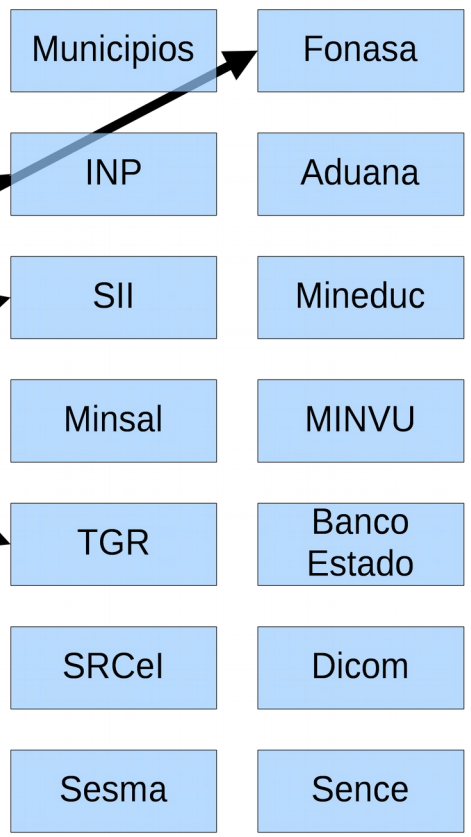 Municipios
Fonasa
INP
Aduana
SII
Mineduc
Minsal
MINVU
TGR
Banco
Estado
SRCeI
Dicom
Sesma
Sence